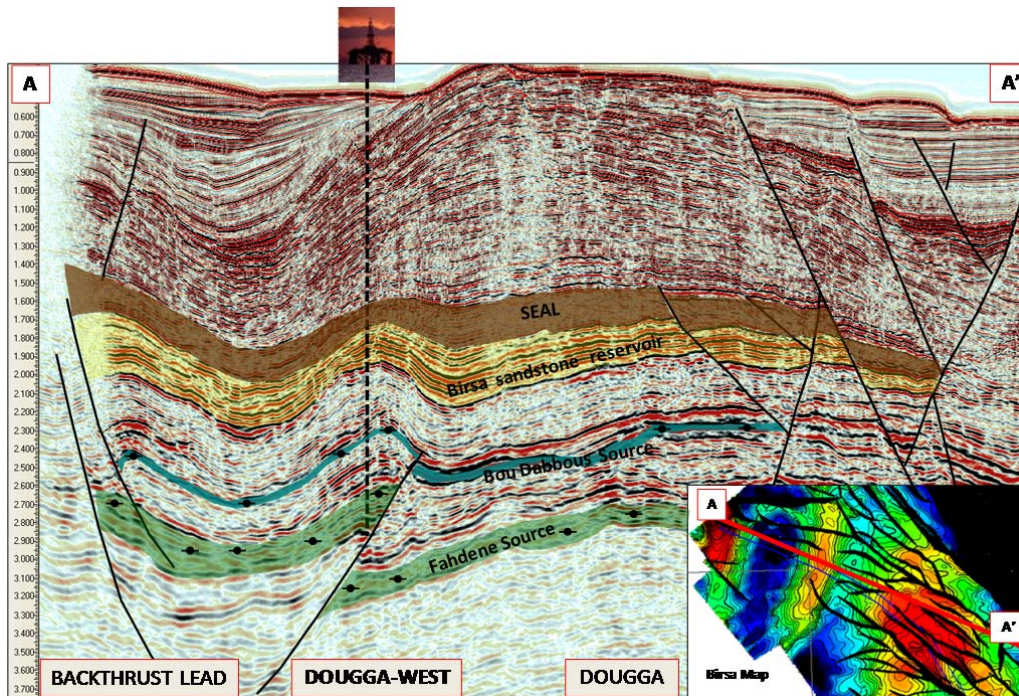 A
A'
0.600
0.700
0.800
0.900
1.000
1.100
1.200
1.300
1.400
1.500
1.600
1.700
1.800
1.900
2.000
2.100
2.200
2.300
2.400
2.500
2.600
2.700
2.800
2.900
3.000
3.100
3.200
3.300
3.400
3.500
3.600
3.700
SEAL
Birsa sandstone reservoir
Bou Dabbous Source
Fahdene Source
A
A'
Birsa Map
BACKTHRUST LEAD
DOUGGA-WEST
DOUGGA